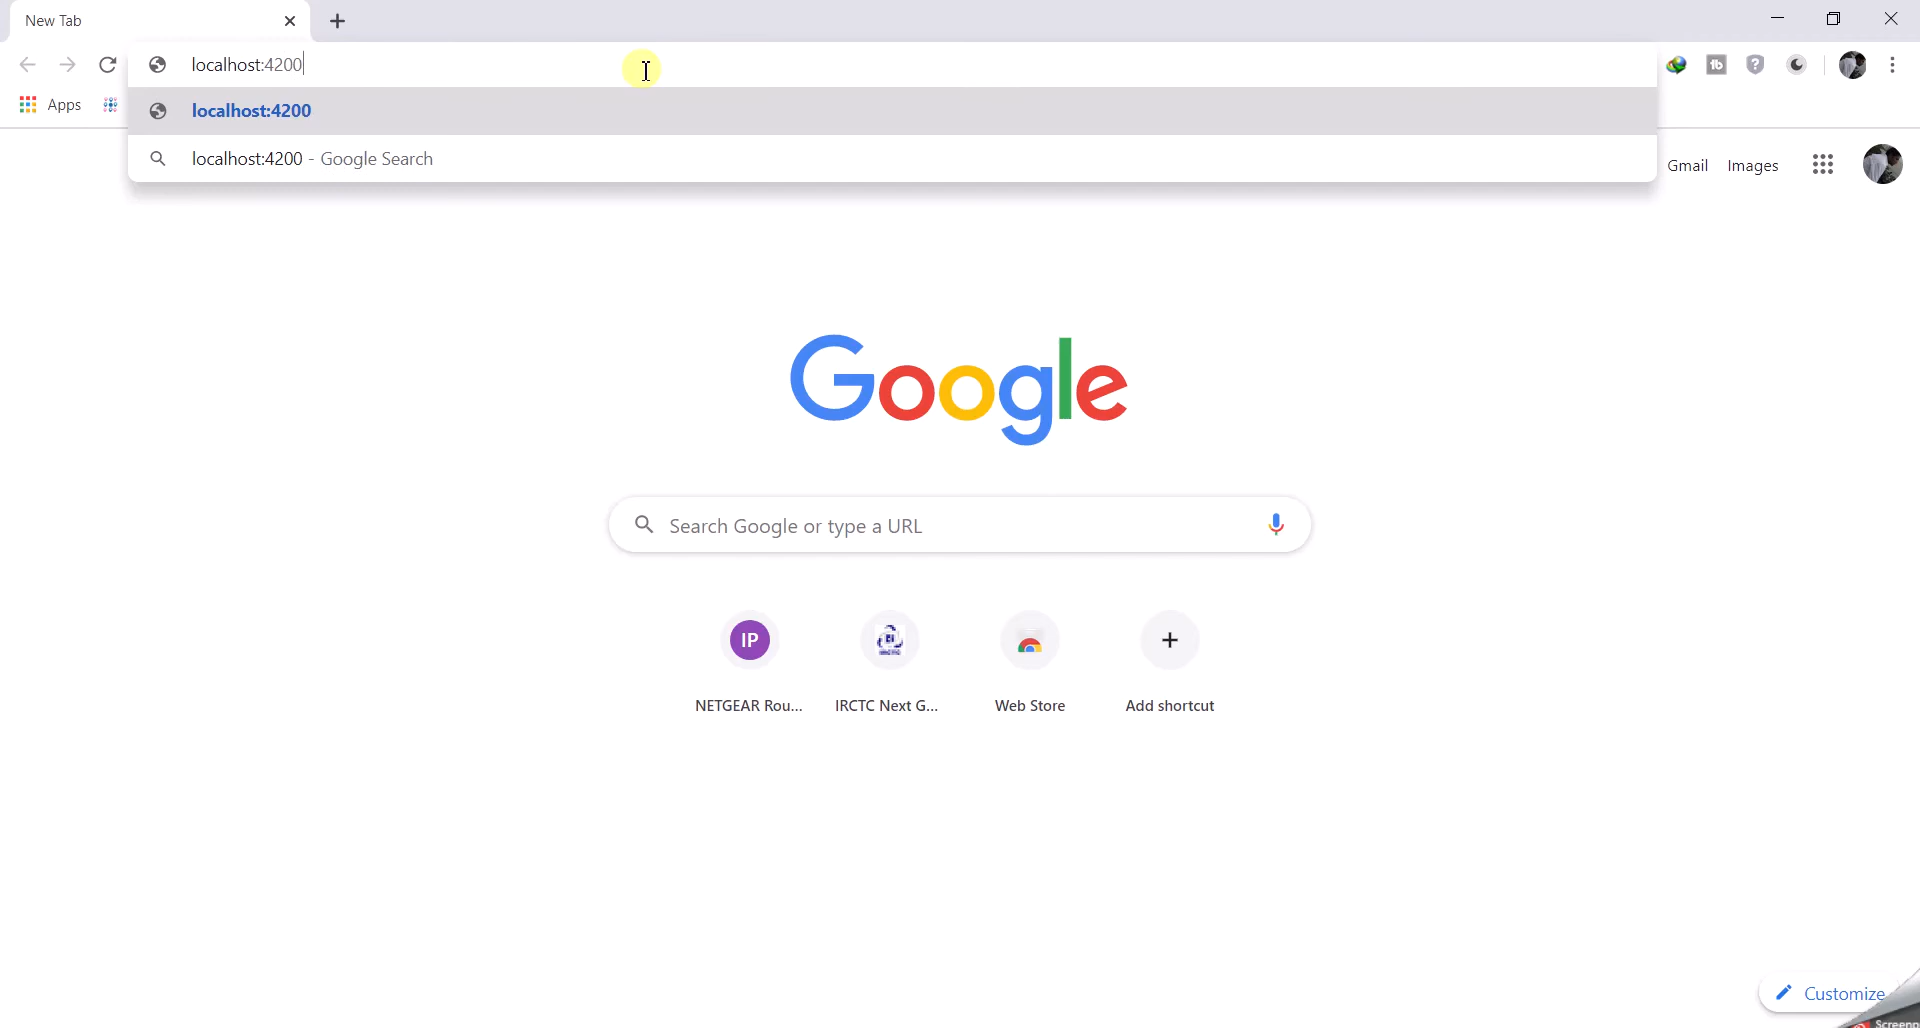 New Tab
localhost:4200
Apps
localhost:4200
localhost:4200 - Google Search
Gmail Images
Google
Search Google or type a URL
IP
NETGEAR Rou... IRCTC Next G... Web Store Add shortcut
Customize